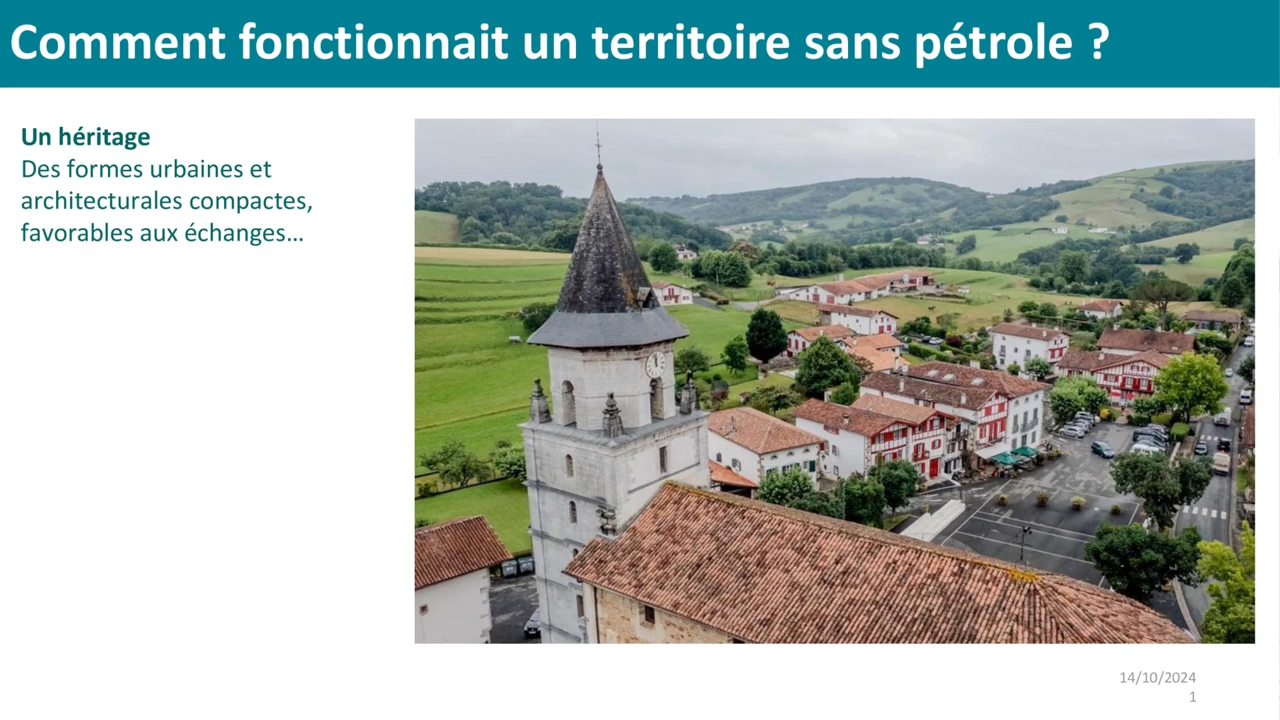 Comment fonctionnait un territoire sans pétrole ?
Un héritage
Des formes urbaines et
architecturales compactes,
favorables aux échanges…
14/10/2024
1